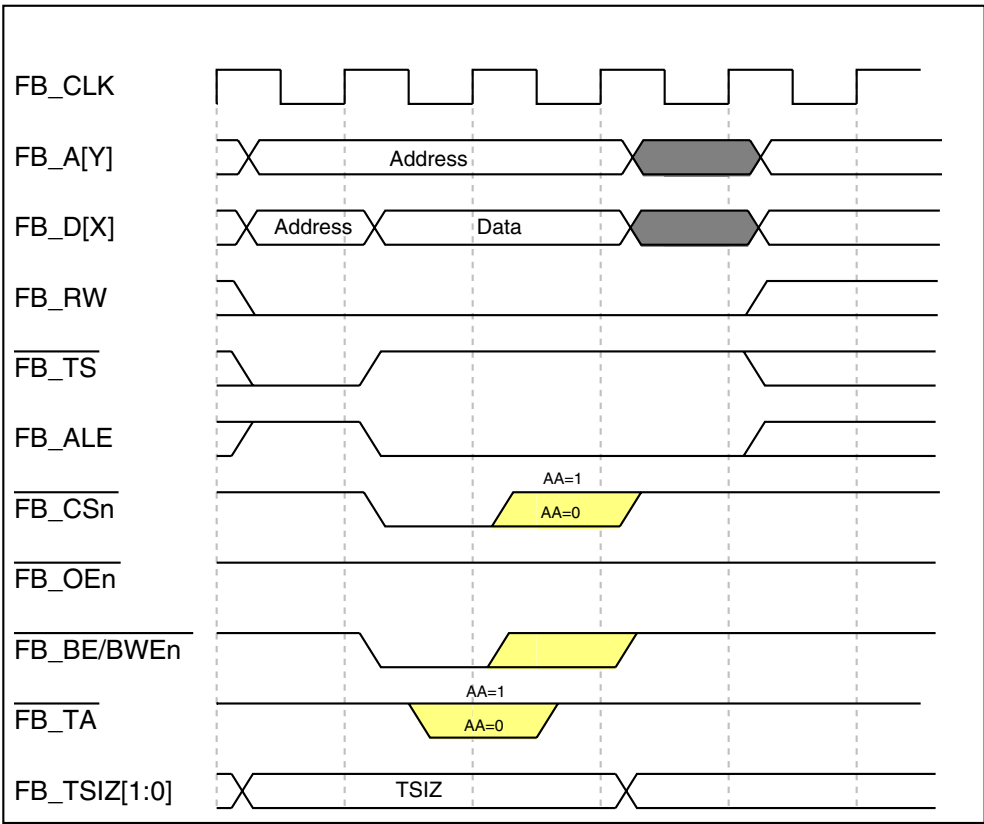 FB_CLK
FB_A[Y]
Address
FB_D[X]
Address
Data
FB_RW
FB_TS
FB_ALE
AA=1
FB_CSn
AA=0
FB_OEn
FB_BE/BWEn
AA=1
FB_TA
AA=0
FB_TSIZ[1:0]
TSIZ